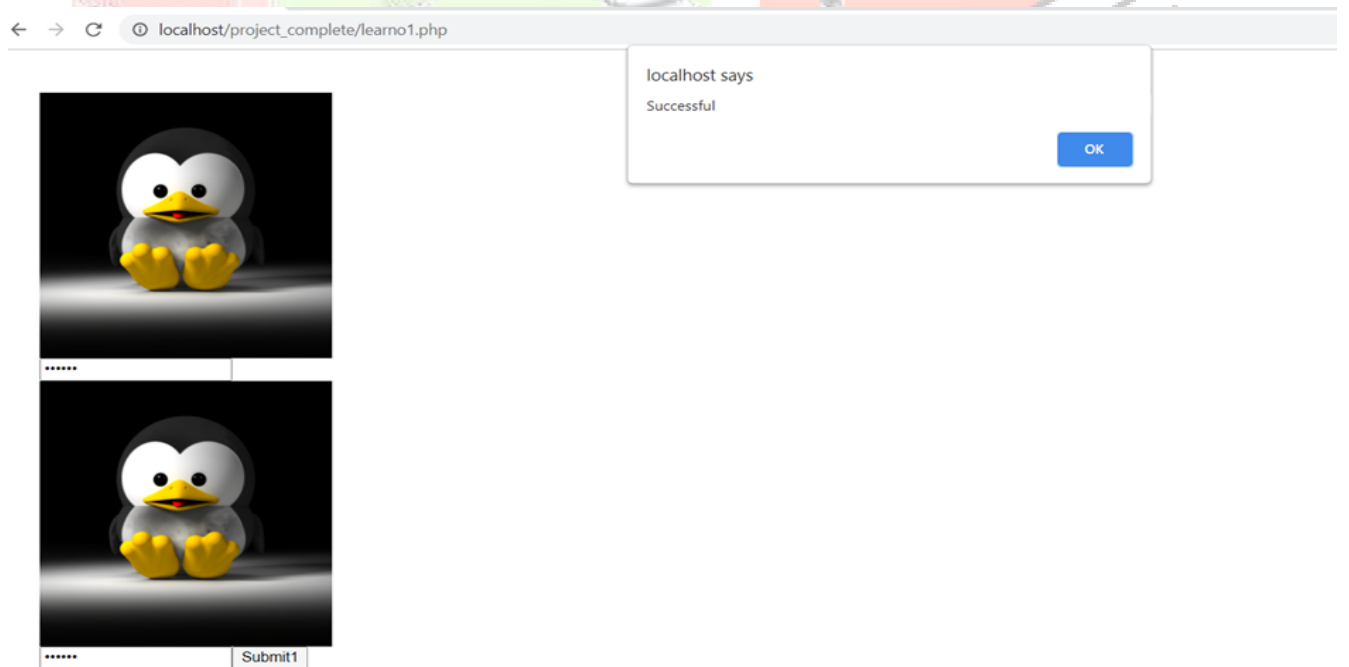 localhost/project_complete/learno1.php
localhost says
Successful
OK
••••••
•••••• Submit1